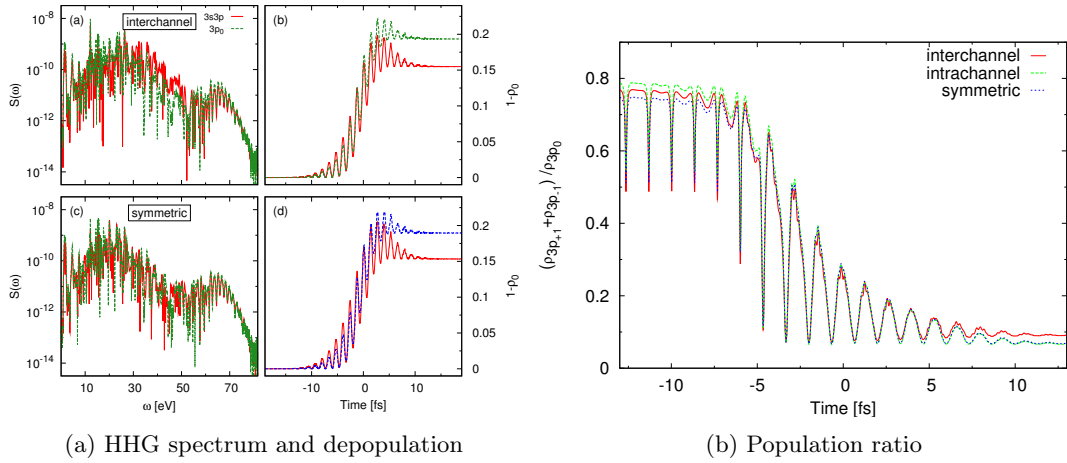 (a) interchannel 3s3p
3p₀
(b)
S(ω)
10⁻⁸
10⁻¹⁰
10⁻¹²
10⁻¹⁴
0.2
0.15
0.1
0.05
0
1-ρ₀
(c) symmetric
(d)
S(ω)
10⁻⁸
10⁻¹⁰
10⁻¹²
10⁻¹⁴
0.2
0.15
0.1
0.05
0
1-ρ₀
10 30 50 70
ω [eV]
-10 0 10
Time [fs]
(a) HHG spectrum and depopulation
interchannel
intrachannel
symmetric
(ρ₃ₚ₊₁+ρ₃ₚ₋₁) /ρ₃ₚ₀
0.8
0.6
0.4
0.2
0
-10 -5 0 5 10
Time [fs]
(b) Population ratio